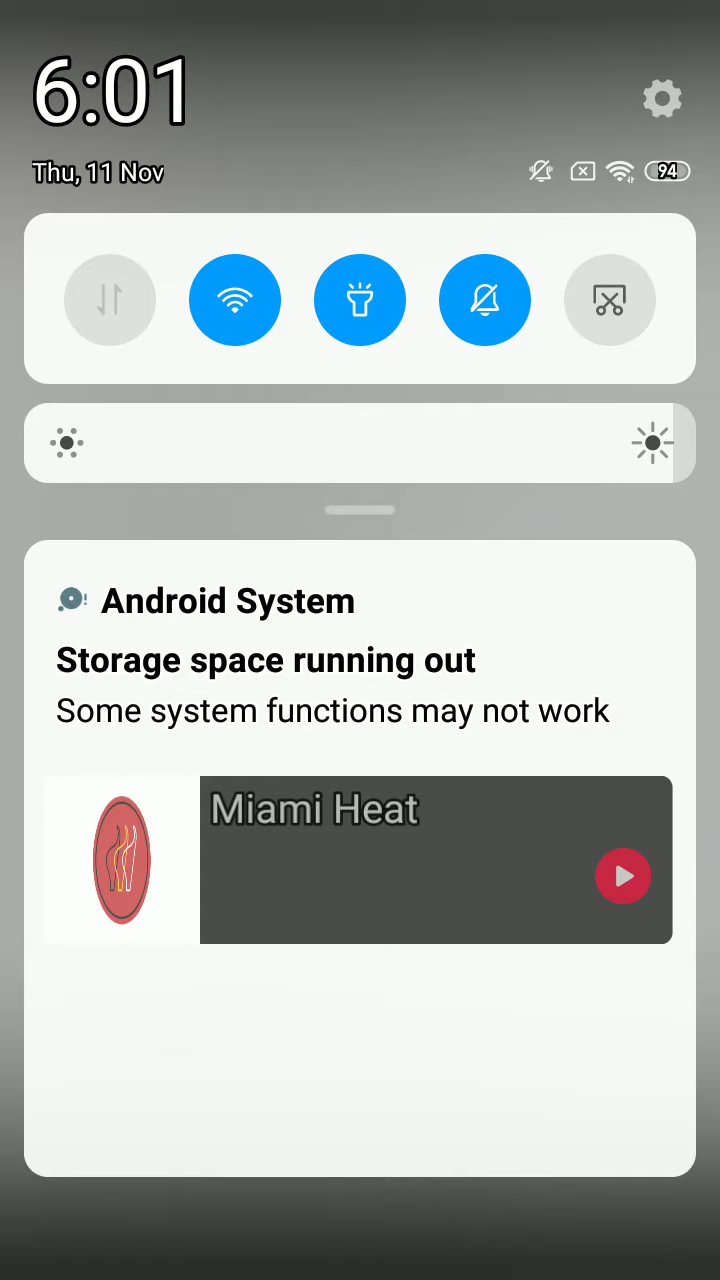 6:01
Thu, 11 Nov
94
Android System
Storage space running out
Some system functions may not work
Miami Heat